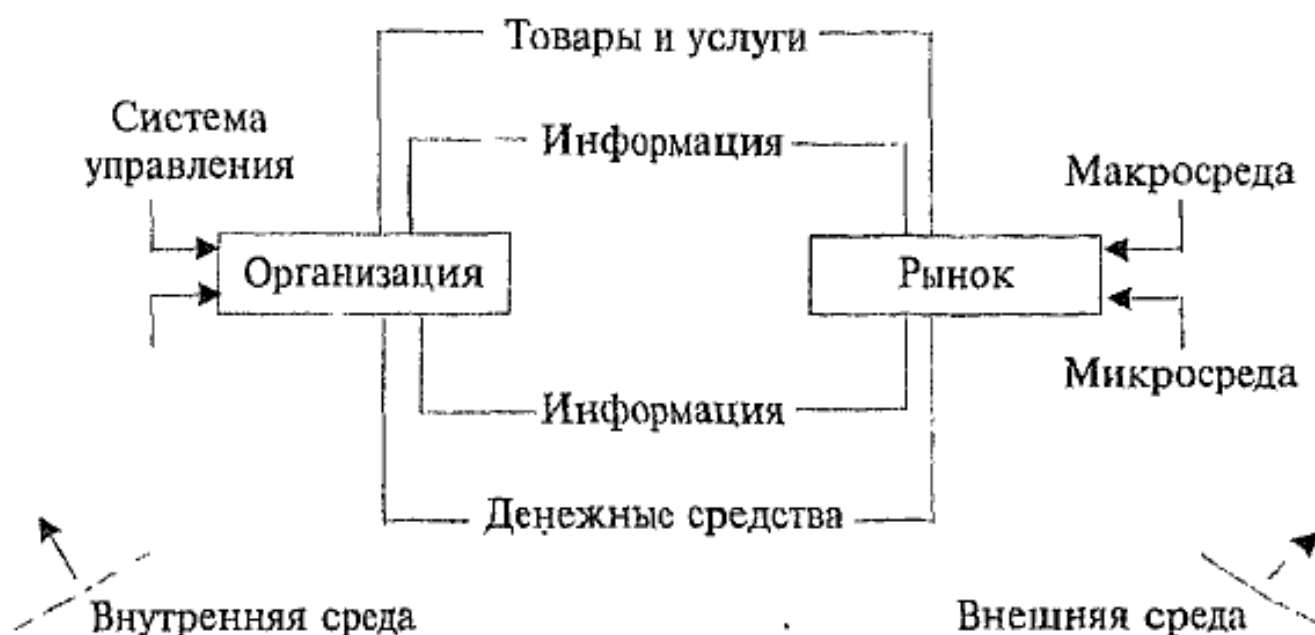 Товары и услуги
Система
управления
Информация
Макросреда
Организация
Рынок
Микросреда
Информация
Денежные средства
Внутренняя среда
Внешняя среда